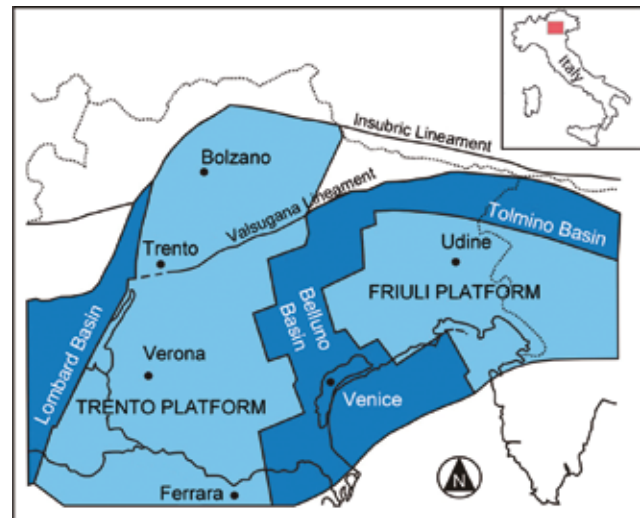 Italy
Insubric Lineament
Bolzano
Valsugana Lineament
Tolmino Basin
Trento
Udine
Lombard Basin
Belluno
Basin
FRIULI PLATFORM
Verona
Venice
TRENTO PLATFORM
Ferrara
N